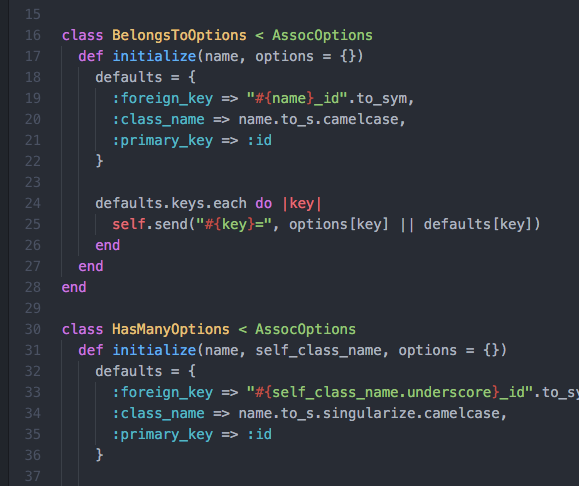 15
16 class BelongsToOptions < AssocOptions
17   def initialize(name, options = {})
18     defaults = {
19       :foreign_key => "#{name}_id".to_sym,
20       :class_name => name.to_s.camelcase,
21       :primary_key => :id
22     }
23
24     defaults.keys.each do |key|
25       self.send("#{key}=", options[key] || defaults[key])
26     end
27   end
28 end
29
30 class HasManyOptions < AssocOptions
31   def initialize(name, self_class_name, options = {})
32     defaults = {
33       :foreign_key => "#{self_class_name.underscore}_id".to_sy
34       :class_name => name.to_s.singularize.camelcase,
35       :primary_key => :id
36     }
37